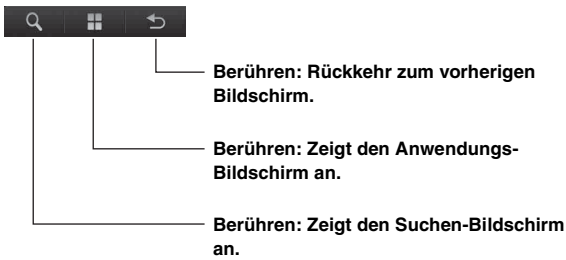 Berühren: Rückkehr zum vorherigen
Bildschirm.
Berühren: Zeigt den Anwendungs-
Bildschirm an.
Berühren: Zeigt den Suchen-Bildschirm
an.